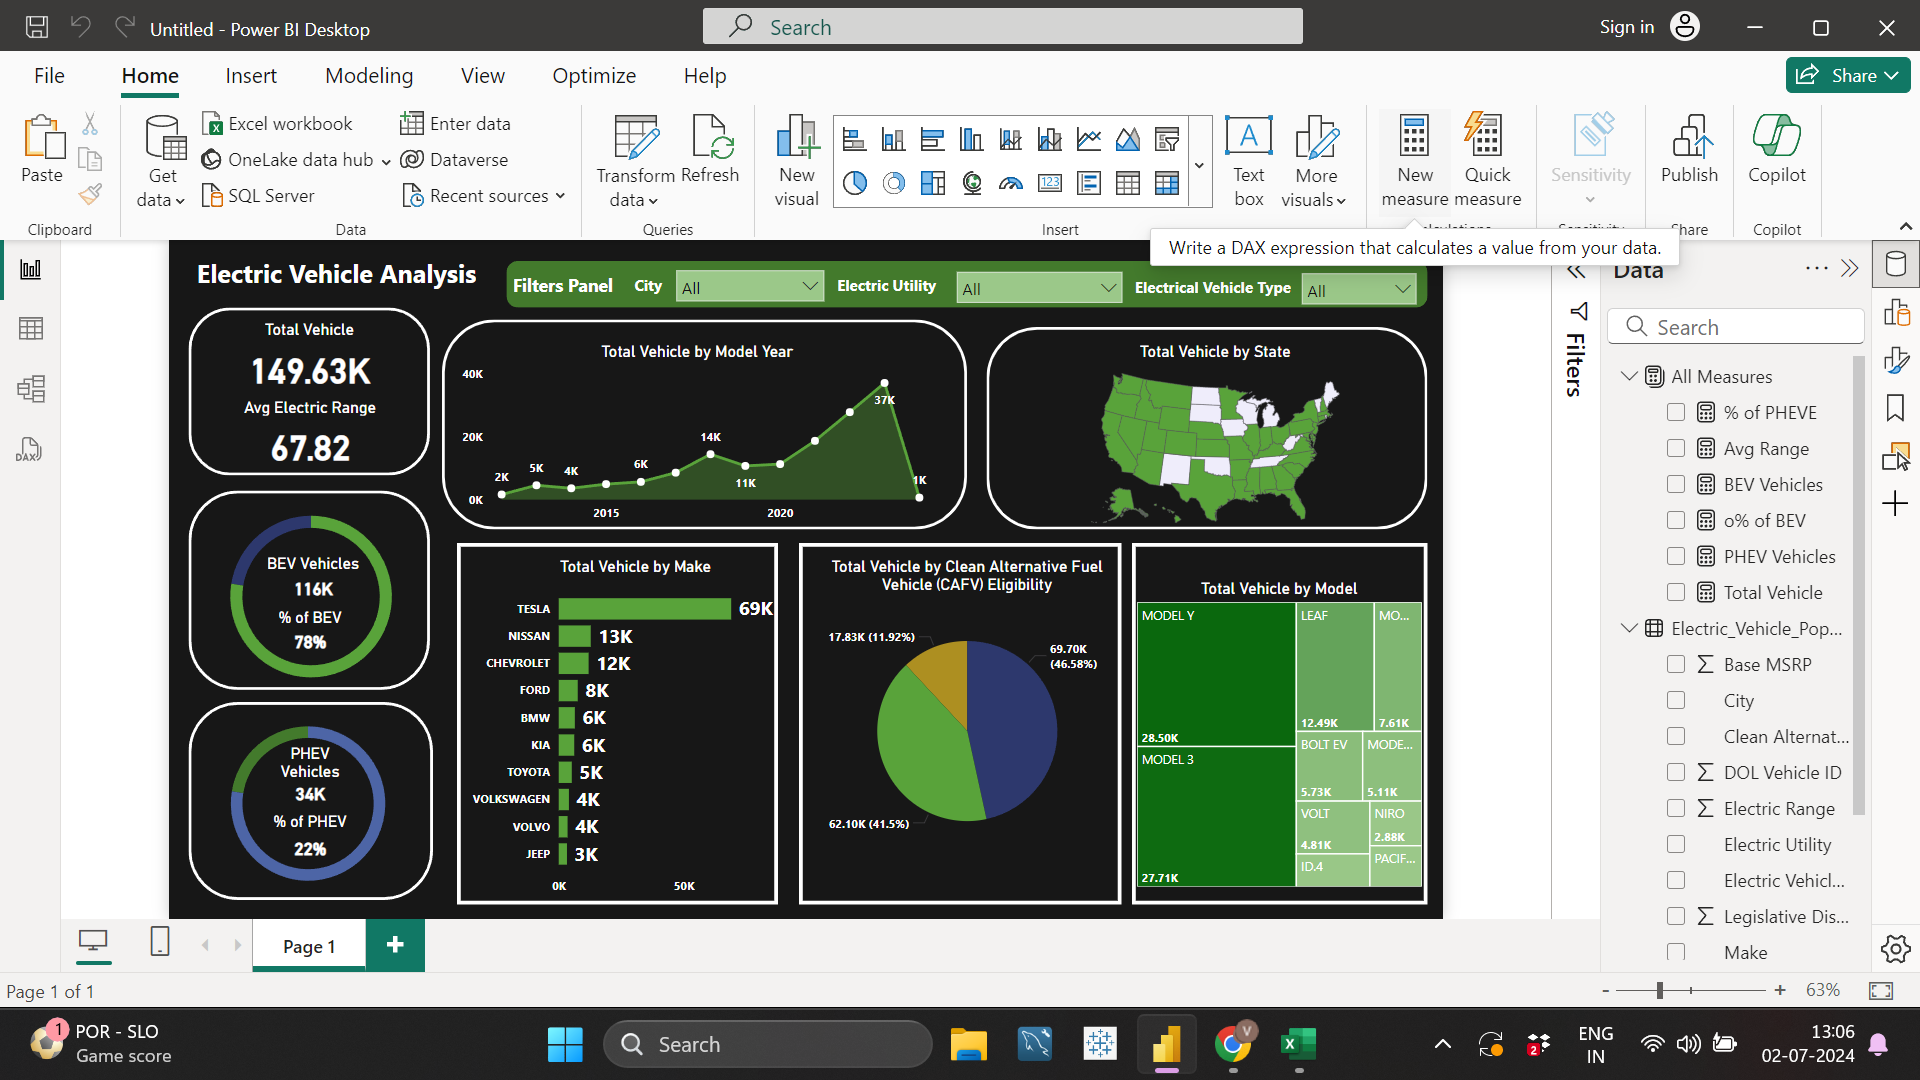 Untitled - Power BI Desktop
Search
Sign in
File
Home
Insert
Modeling
View
Optimize
Help
Share
Paste
Get data
Excel workbook
OneLake data hub
SQL Server
Enter data
Dataverse
Recent sources
Transform data
Refresh
New visual
123
A
Text box
More visuals
New measure
Quick measure
Sensitivity
Publish
Copilot
Clipboard
Data
Queries
Insert
Share
Copilot
Write a DAX expression that calculates a value from your data.
DAX
Electric Vehicle Analysis
Filters Panel
City
All
Electric Utility
All
Electrical Vehicle Type
All
Total Vehicle
149.63K
Avg Electric Range
67.82
Total Vehicle by Model Year
40K
20K
0K
2K
5K
4K
6K
14K
11K
37K
1K
2015
2020
Total Vehicle by State
BEV Vehicles
116K
% of BEV
78%
PHEV
Vehicles
34K
% of PHEV
22%
Total Vehicle by Make
TESLA 69K
NISSAN 13K
CHEVROLET 12K
FORD 8K
BMW 6K
KIA 6K
TOYOTA 5K
VOLKSWAGEN 4K
VOLVO 4K
JEEP 3K
0K 50K
Total Vehicle by Clean Alternative Fuel
Vehicle (CAFV) Eligibility
17.83K (11.92%)
69.70K
(46.58%)
62.10K (41.5%)
Total Vehicle by Model
MODEL Y
28.50K
MODEL 3
27.71K
LEAF
12.49K
MO...
7.61K
BOLT EV
5.73K
MODE...
5.11K
VOLT
4.81K
NIRO
2.88K
ID.4
PACIF...
Filters
Data
Search
All Measures
% of PHEVE
Avg Range
BEV Vehicles
o% of BEV
PHEV Vehicles
Total Vehicle
Electric_Vehicle_Pop...
Base MSRP
City
Clean Alternat...
DOL Vehicle ID
Electric Range
Electric Utility
Electric Vehicl...
Legislative Dis...
Make
Page 1
Page 1 of 1
63%
1
POR - SLO
Game score
Search
V
2
ENG
IN
13:06
02-07-2024